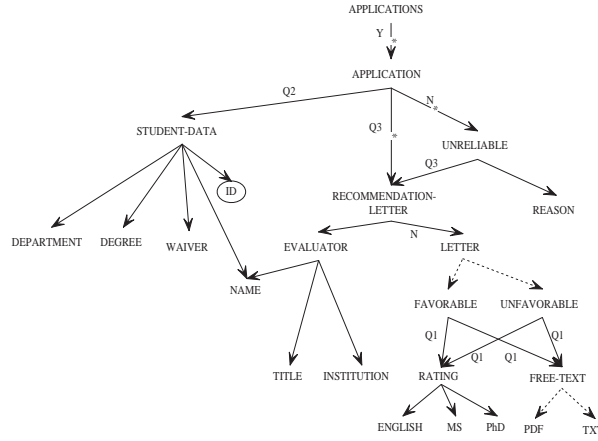 APPLICATIONS
Y *
APPLICATION
Q2
N *
Q3 *
STUDENT-DATA
UNRELIABLE
Q3
ID
RECOMMENDATION-
LETTER
REASON
N
DEPARTMENT DEGREE WAIVER EVALUATOR LETTER
NAME
FAVORABLE UNFAVORABLE
Q1 Q1 Q1 Q1
TITLE INSTITUTION RATING FREE-TEXT
ENGLISH MS PhD PDF